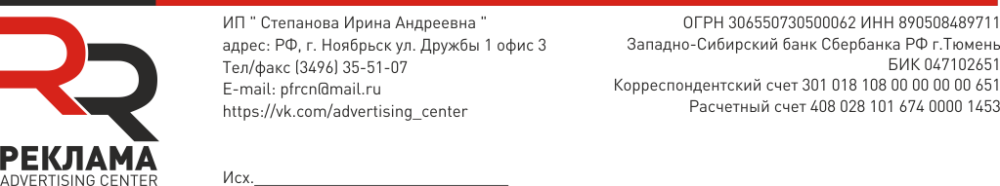 РЕКЛАМА
ADVERTISING CENTER
ИП " Степанова Ирина Андреевна "
адрес: РФ, г. Ноябрьск ул. Дружбы 1 офис 3
Тел/факс (3496) 35-51-07
E-mail: pfrcn@mail.ru
https://vk.com/advertising_center
Исх.______________________________
ОГРН 306550730500062 ИНН 890508489711
Западно-Сибирский банк Сбербанка РФ г.Тюмень
БИК 047102651
Корреспондентский счет 301 018 108 00 00 00 00 651
Расчетный счет 408 028 101 674 0000 1453